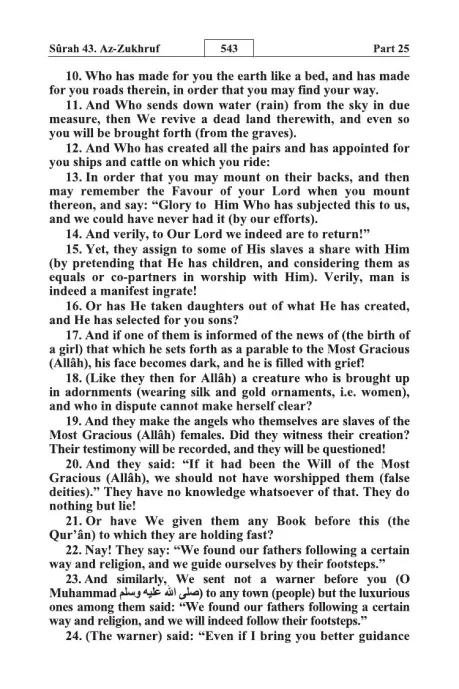 Sûrah 43. Az-Zukhruf 543 Part 25
10. Who has made for you the earth like a bed, and has made
for you roads therein, in order that you may find your way.
11. And Who sends down water (rain) from the sky in due
measure, then We revive a dead land therewith, and even so
you will be brought forth (from the graves).
12. And Who has created all the pairs and has appointed for
you ships and cattle on which you ride:
13. In order that you may mount on their backs, and then
may remember the Favour of your Lord when you mount
thereon, and say: “Glory to Him Who has subjected this to us,
and we could have never had it (by our efforts).
14. And verily, to Our Lord we indeed are to return!”
15. Yet, they assign to some of His slaves a share with Him
(by pretending that He has children, and considering them as
equals or co-partners in worship with Him). Verily, man is
indeed a manifest ingrate!
16. Or has He taken daughters out of what He has created,
and He has selected for you sons?
17. And if one of them is informed of the news of (the birth of
a girl) that which he sets forth as a parable to the Most Gracious
(Allâh), his face becomes dark, and he is filled with grief!
18. (Like they then for Allâh) a creature who is brought up
in adornments (wearing silk and gold ornaments, i.e. women),
and who in dispute cannot make herself clear?
19. And they make the angels who themselves are slaves of the
Most Gracious (Allâh) females. Did they witness their creation?
Their testimony will be recorded, and they will be questioned!
20. And they said: “If it had been the Will of the Most
Gracious (Allâh), we should not have worshipped them (false
deities).” They have no knowledge whatsoever of that. They do
nothing but lie!
21. Or have We given them any Book before this (the
Qur’ân) to which they are holding fast?
22. Nay! They say: “We found our fathers following a certain
way and religion, and we guide ourselves by their footsteps.”
23. And similarly, We sent not a warner before you (O
Muhammad صلى الله عليه وسلم) to any town (people) but the luxurious
ones among them said: “We found our fathers following a certain
way and religion, and we will indeed follow their footsteps.”
24. (The warner) said: “Even if I bring you better guidance